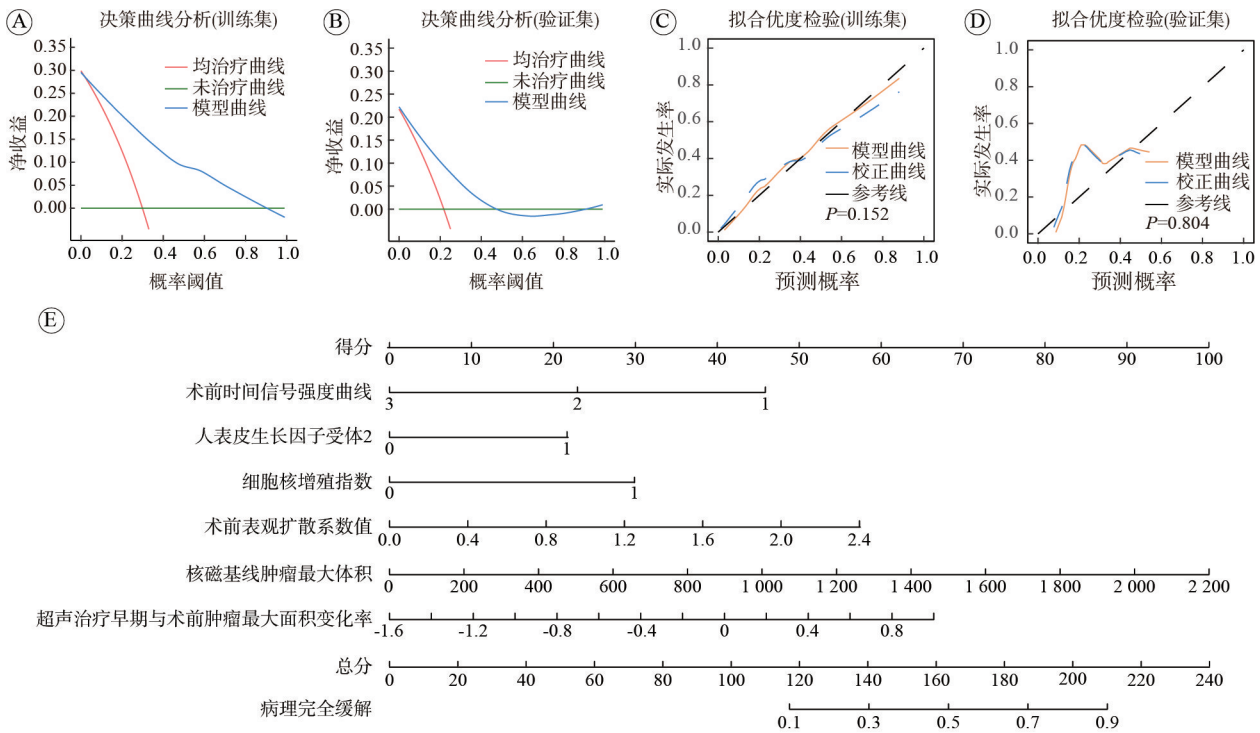 A 决策曲线分析(训练集)
0.35
0.30
0.25
0.20
0.15
0.10
0.05
0.00
净收益
均治疗曲线
未治疗曲线
模型曲线
0.0 0.2 0.4 0.6 0.8 1.0
概率阈值
B 决策曲线分析(验证集)
0.35
0.30
0.25
0.20
0.15
0.10
0.05
0.00
净收益
均治疗曲线
未治疗曲线
模型曲线
0.0 0.2 0.4 0.6 0.8 1.0
概率阈值
C 拟合优度检验(训练集)
1.0
0.8
0.6
0.4
0.2
0.0
实际发生率
模型曲线
校正曲线
参考线
P=0.152
0.0 0.2 0.4 0.6 0.8 1.0
预测概率
D 拟合优度检验(验证集)
1.0
0.8
0.6
0.4
0.2
0.0
实际发生率
模型曲线
校正曲线
参考线
P=0.804
0.0 0.2 0.4 0.6 0.8 1.0
预测概率
E
得分
0 10 20 30 40 50 60 70 80 90 100
术前时间信号强度曲线
3 2 1
人表皮生长因子受体2
0 1
细胞核增殖指数
0 1
术前表观扩散系数值
0.0 0.4 0.8 1.2 1.6 2.0 2.4
核磁基线肿瘤最大体积
0 200 400 600 800 1 000 1 200 1 400 1 600 1 800 2 000 2 200
超声治疗早期与术前肿瘤最大面积变化率
-1.6 -1.2 -0.8 -0.4 0 0.4 0.8
总分
0 20 40 60 80 100 120 140 160 180 200 220 240
病理完全缓解
0.1 0.3 0.5 0.7 0.9